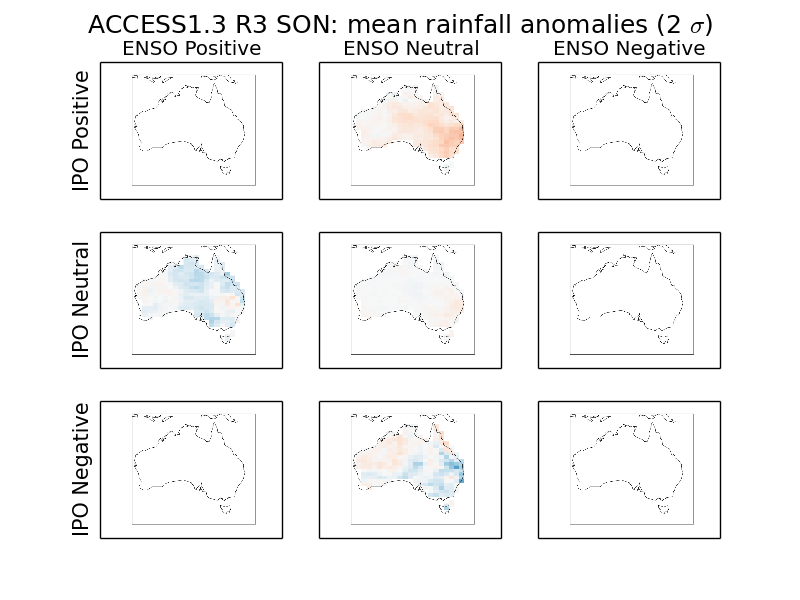 ACCESS1.3 R3 SON: mean rainfall anomalies (2 σ)
ENSO Positive ENSO Neutral ENSO Negative
IPO Positive
IPO Neutral
IPO Negative